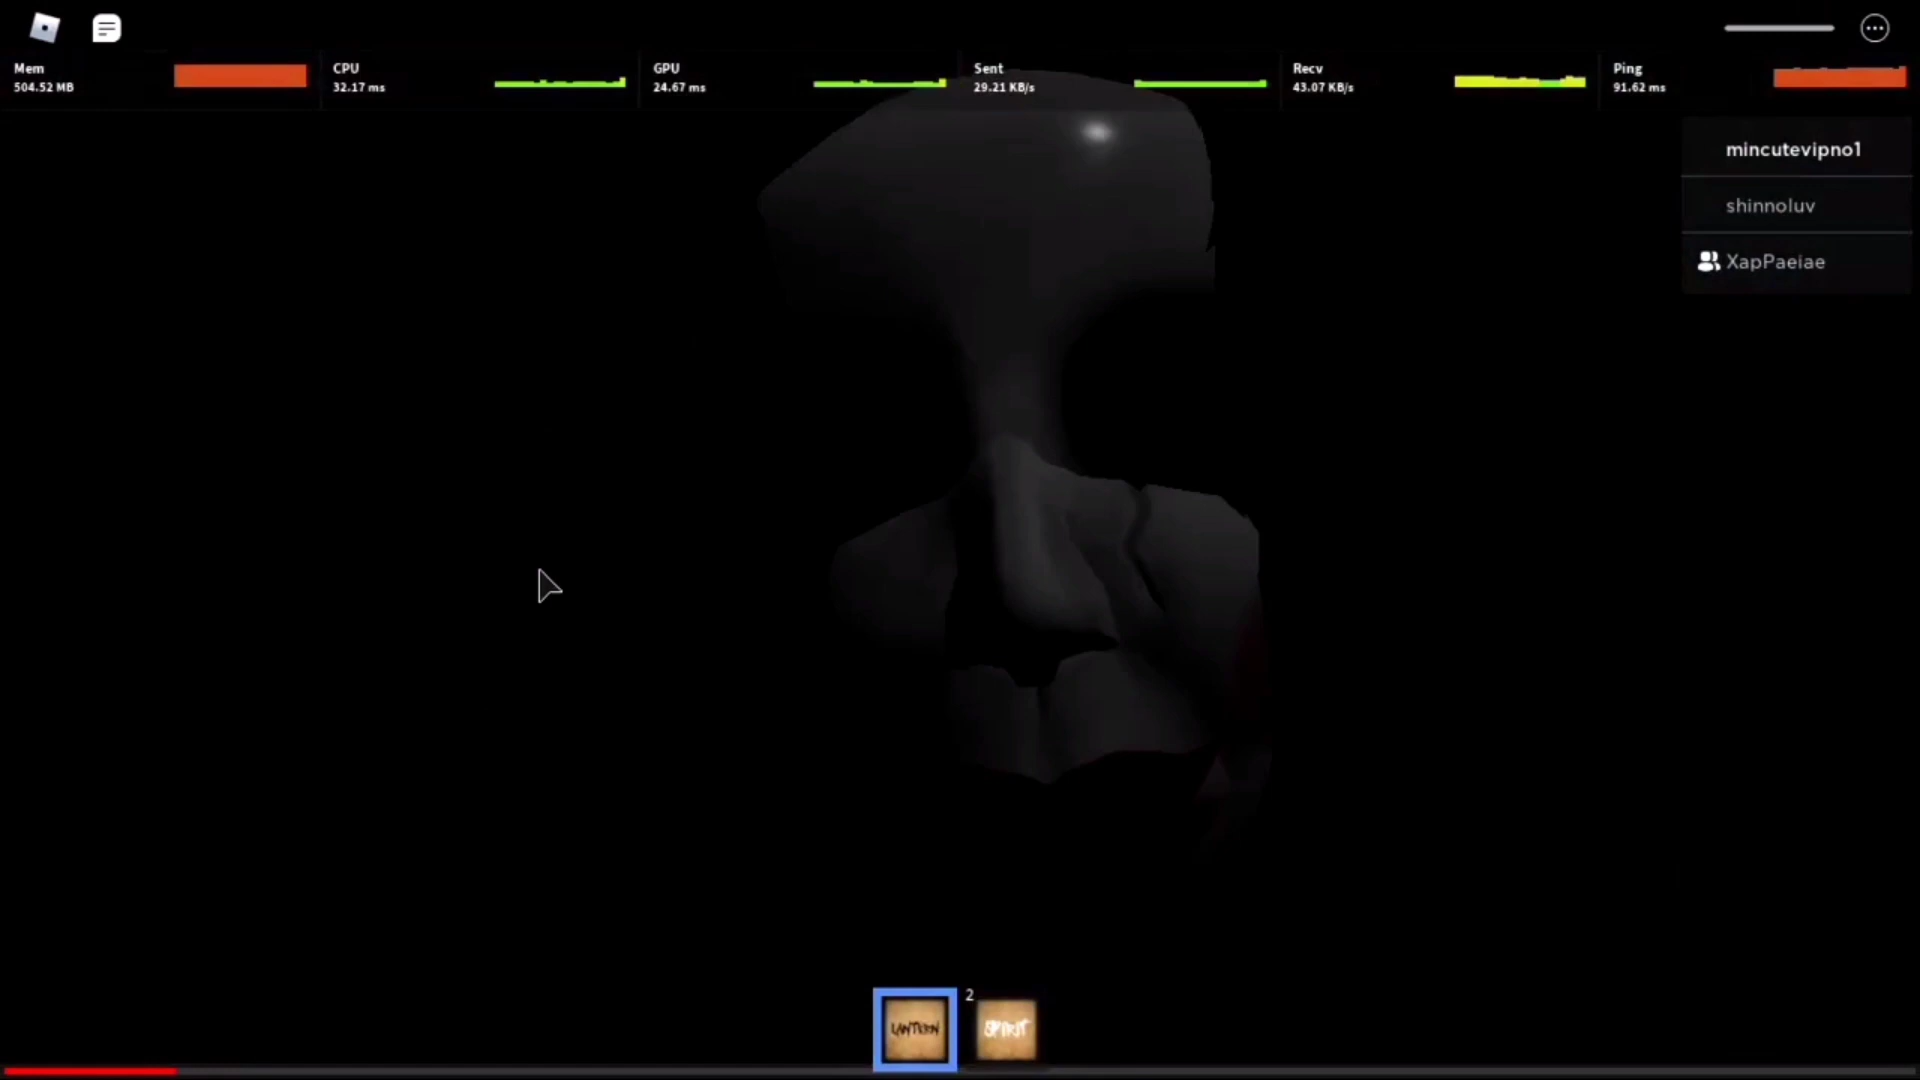 Mem
504.52 MB
CPU
32.17 ms
GPU
24.67 ms
Sent
29.21 KB/s
Recv
43.07 KB/s
Ping
91.62 ms
mincutevipno1
shinnoluv
XapPaeiae
LANTERN
2
SPIRIT